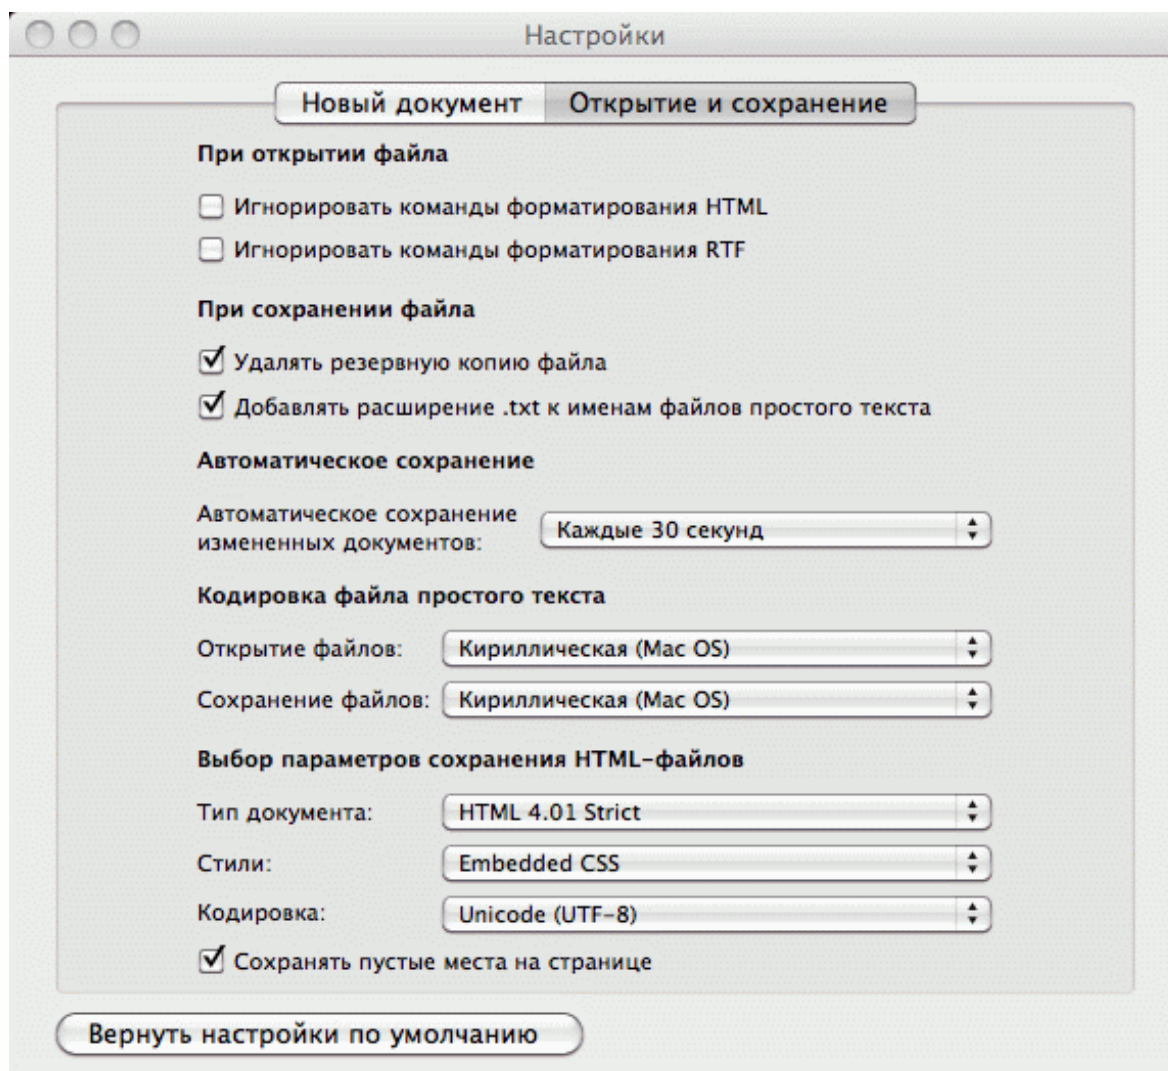 Настройки
Новый документ
Открытие и сохранение
При открытии файла
Игнорировать команды форматирования HTML
Игнорировать команды форматирования RTF
При сохранении файла
Удалять резервную копию файла
Добавлять расширение .txt к именам файлов простого текста
Автоматическое сохранение
Автоматическое сохранение
измененных документов:
Каждые 30 секунд
Кодировка файла простого текста
Открытие файлов: Кириллическая (Mac OS)
Сохранение файлов: Кириллическая (Mac OS)
Выбор параметров сохранения HTML-файлов
Тип документа: HTML 4.01 Strict
Стили: Embedded CSS
Кодировка: Unicode (UTF-8)
Сохранять пустые места на странице
Вернуть настройки по умолчанию